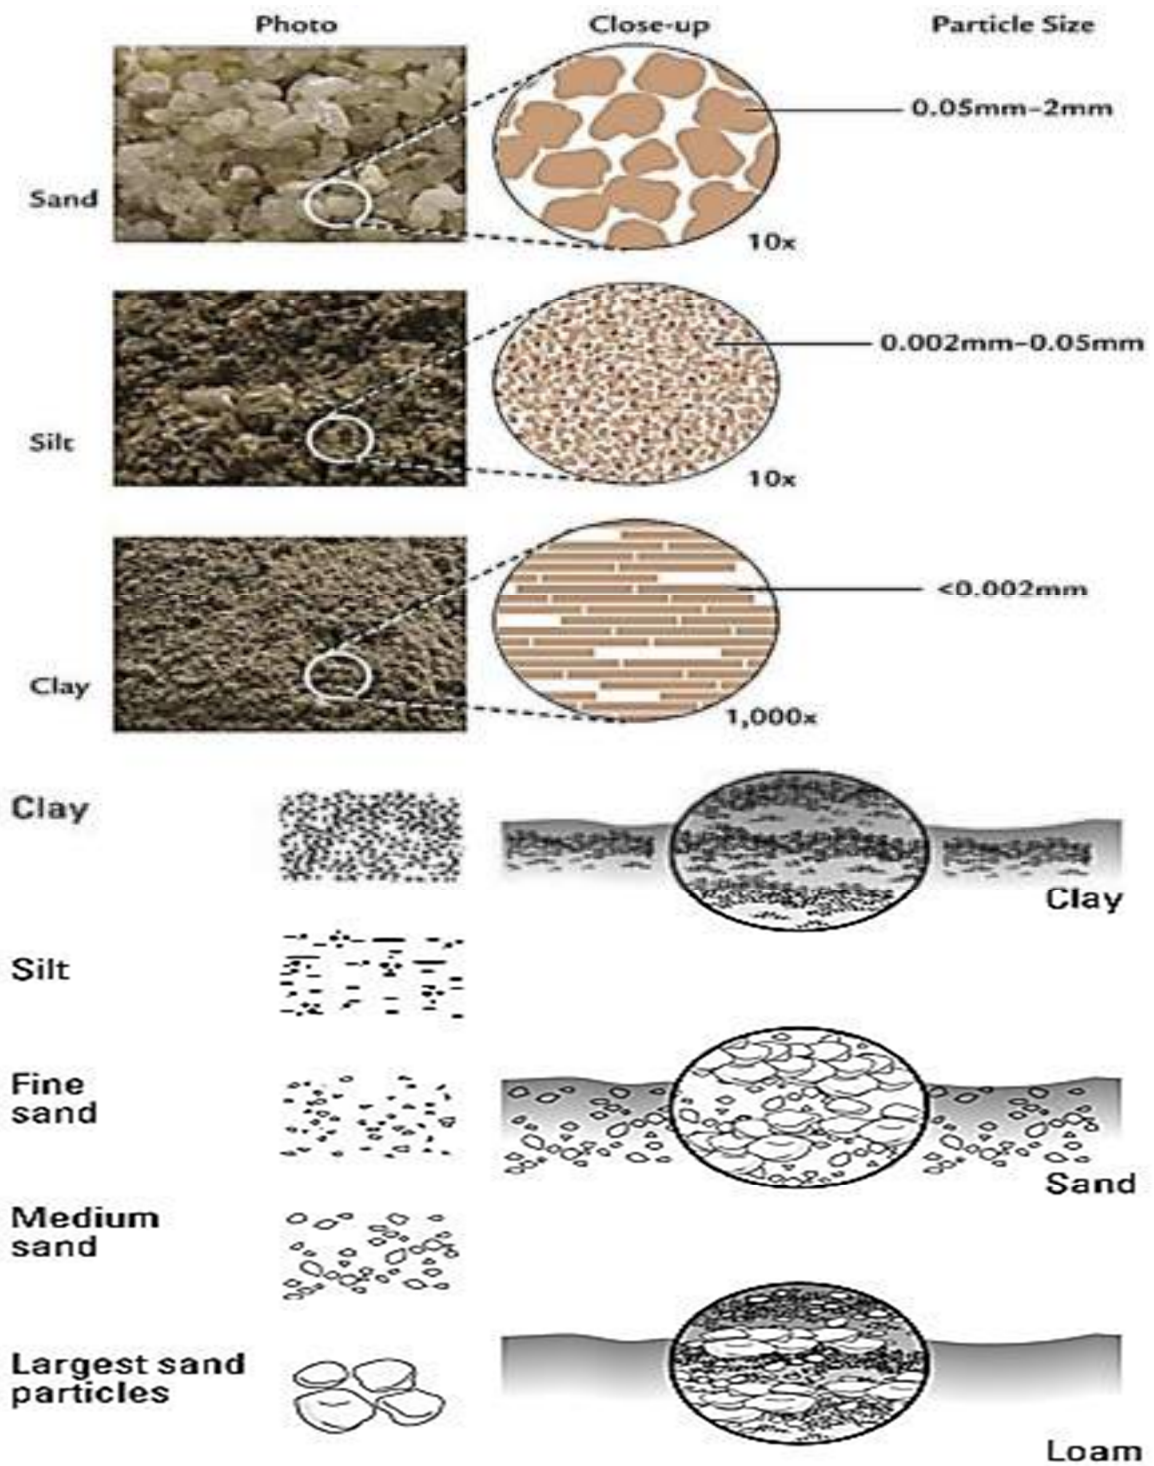 Photo Close-up Particle Size
0.05mm–2mm
Sand
10x
0.002mm–0.05mm
Silt
10x
<0.002mm
Clay
1,000x
Clay
Clay
Silt
Fine
sand
Sand
Medium
sand
Largest sand
particles
Loam